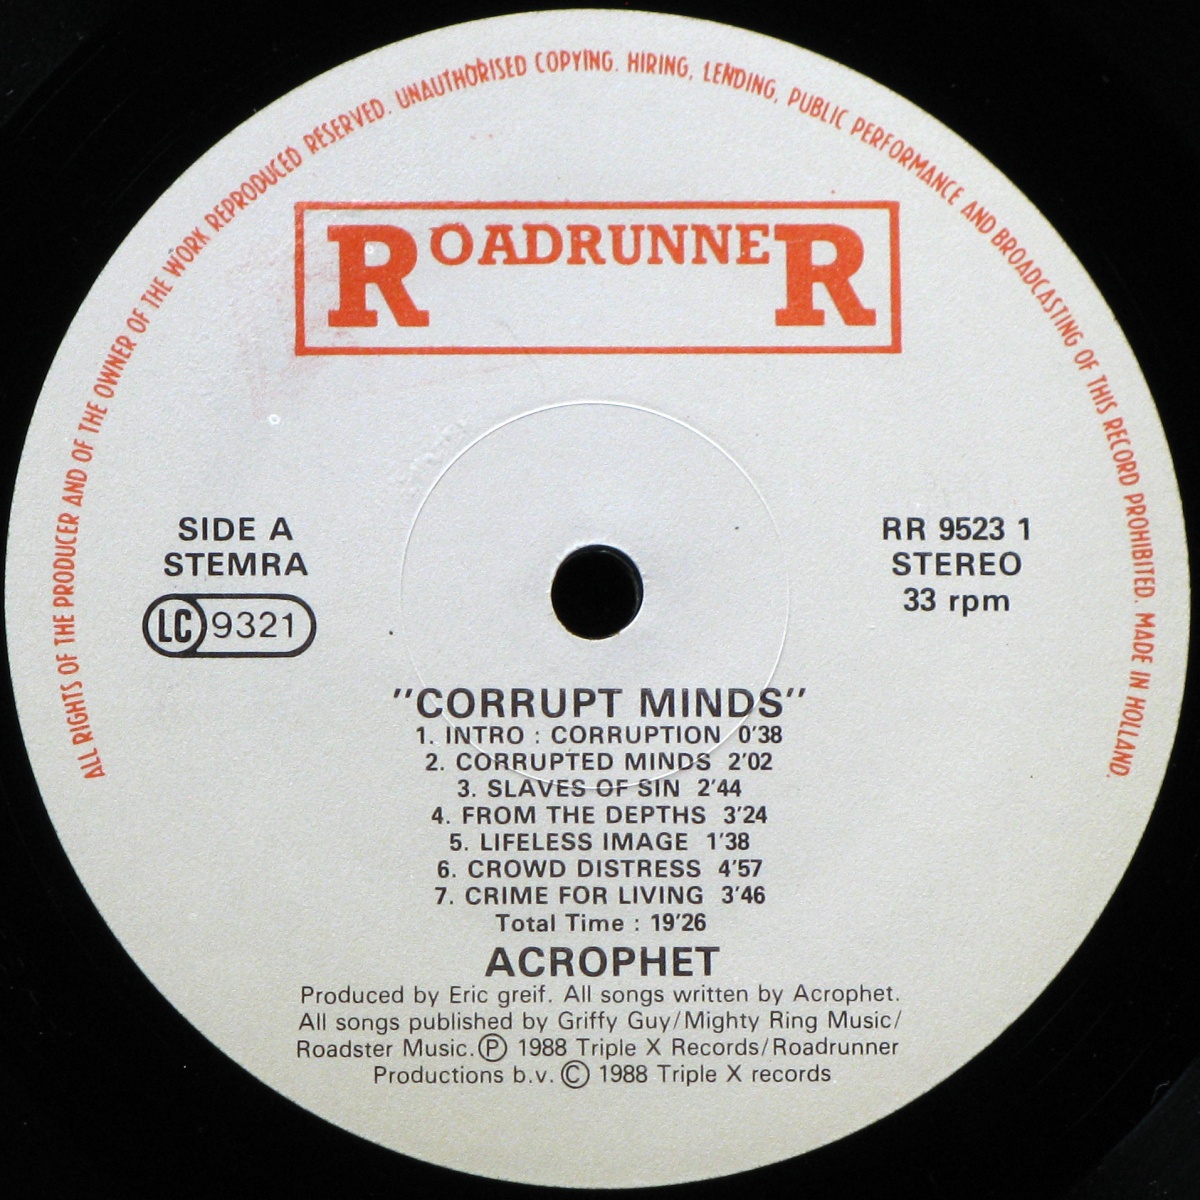 ALL RIGHTS OF THE PRODUCER AND OF THE OWNER OF THE WORK REPRODUCED RESERVED. UNAUTHORISED COPYING. HIRING, LENDING, PUBLIC PERFORMANCE AND BROADCASTING OF THIS RECORD PROHIBITED. MADE IN HOLLAND.
ROADRUNNER
SIDE A
STEMRA
LC 9321
RR 9523 1
STEREO
33 rpm
"CORRUPT MINDS"
1. INTRO : CORRUPTION 0'38
2. CORRUPTED MINDS 2'02
3. SLAVES OF SIN 2'44
4. FROM THE DEPTHS 3'24
5. LIFELESS IMAGE 1'38
6. CROWD DISTRESS 4'57
7. CRIME FOR LIVING 3'46
Total Time : 19'26
ACROPHET
Produced by Eric greif. All songs written by Acrophet.
All songs published by Griffy Guy/Mighty Ring Music/
Roadster Music. Ⓟ 1988 Triple X Records/Roadrunner
Productions b.v. © 1988 Triple X records